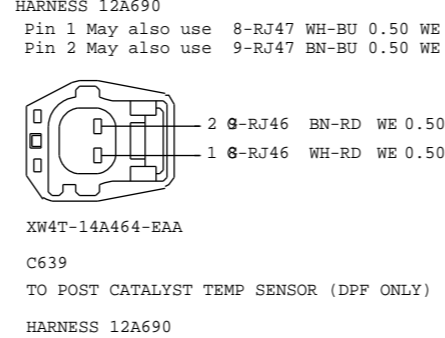 HARNESS 12A690
Pin 1 May also use 8-RJ47 WH-BU 0.50 WE
Pin 2 May also use 9-RJ47 BN-BU 0.50 WE
2 9-RJ46 BN-RD WE 0.50
1 8-RJ46 WH-RD WE 0.50
XW4T-14A464-EAA
C639
TO POST CATALYST TEMP SENSOR (DPF ONLY)
HARNESS 12A690